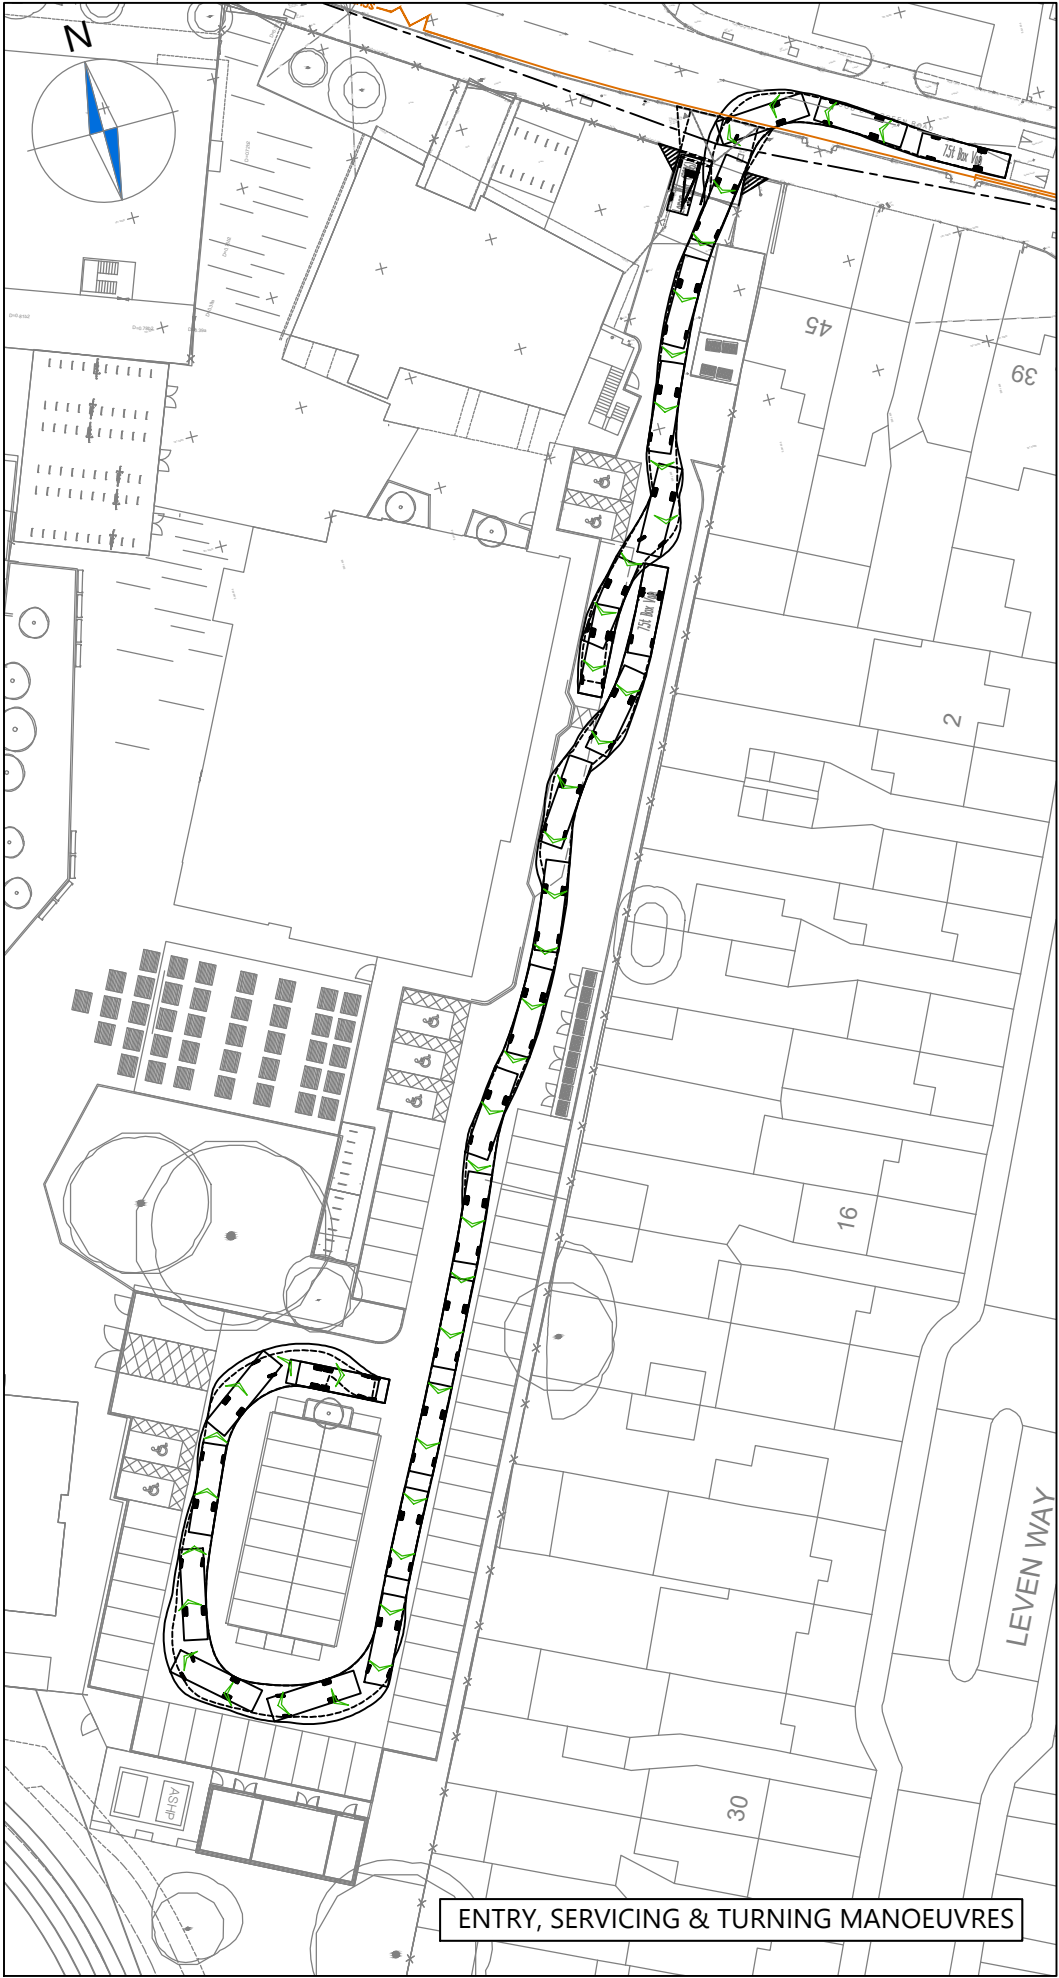 N
7.5t Box Van
45
39
7.5t Box Van
2
16
LEVEN WAY
30
ASHP
ENTRY, SERVICING & TURNING MANOEUVRES